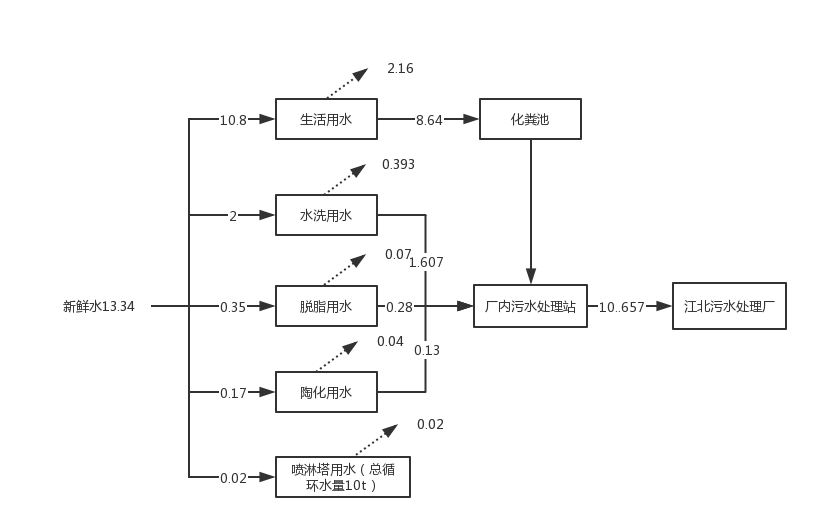 2.16
10.8
生活用水
8.64
化粪池
0.393
2
水洗用水
0.07
1.607
新鲜水13.34
0.35
脱脂用水
0.28
厂内污水处理站
10..657
江北污水处理厂
0.04
0.13
0.17
陶化用水
0.02
0.02
喷淋塔用水（总循
环水量10t）